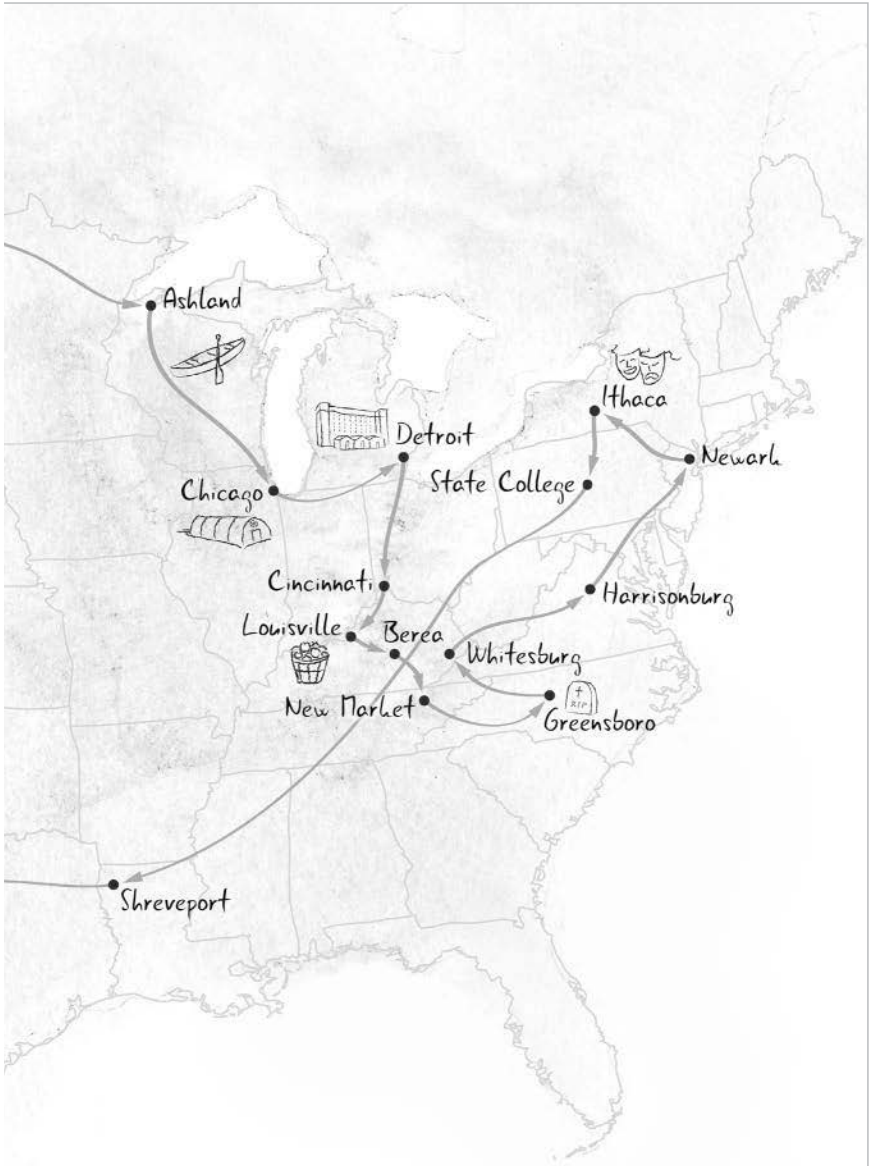 Ashland
Ithaca
Detroit
Newark
State College
Chicago
Cincinnati
Harrisonburg
Louisville
Berea
Whitesburg
New Market
RIP
Greensboro
Shreveport